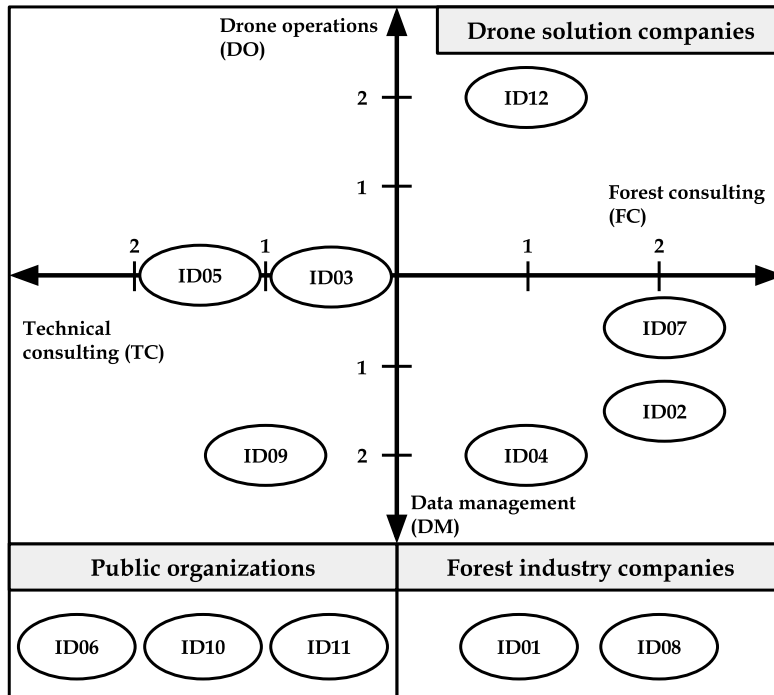 Drone operations
(DO)
Drone solution companies
2
ID12
1
Forest consulting
(FC)
2
1
1
2
ID05
ID03
Technical
consulting (TC)
ID07
1
ID02
ID09
2
ID04
Data management
(DM)
Public organizations
Forest industry companies
ID06
ID10
ID11
ID01
ID08